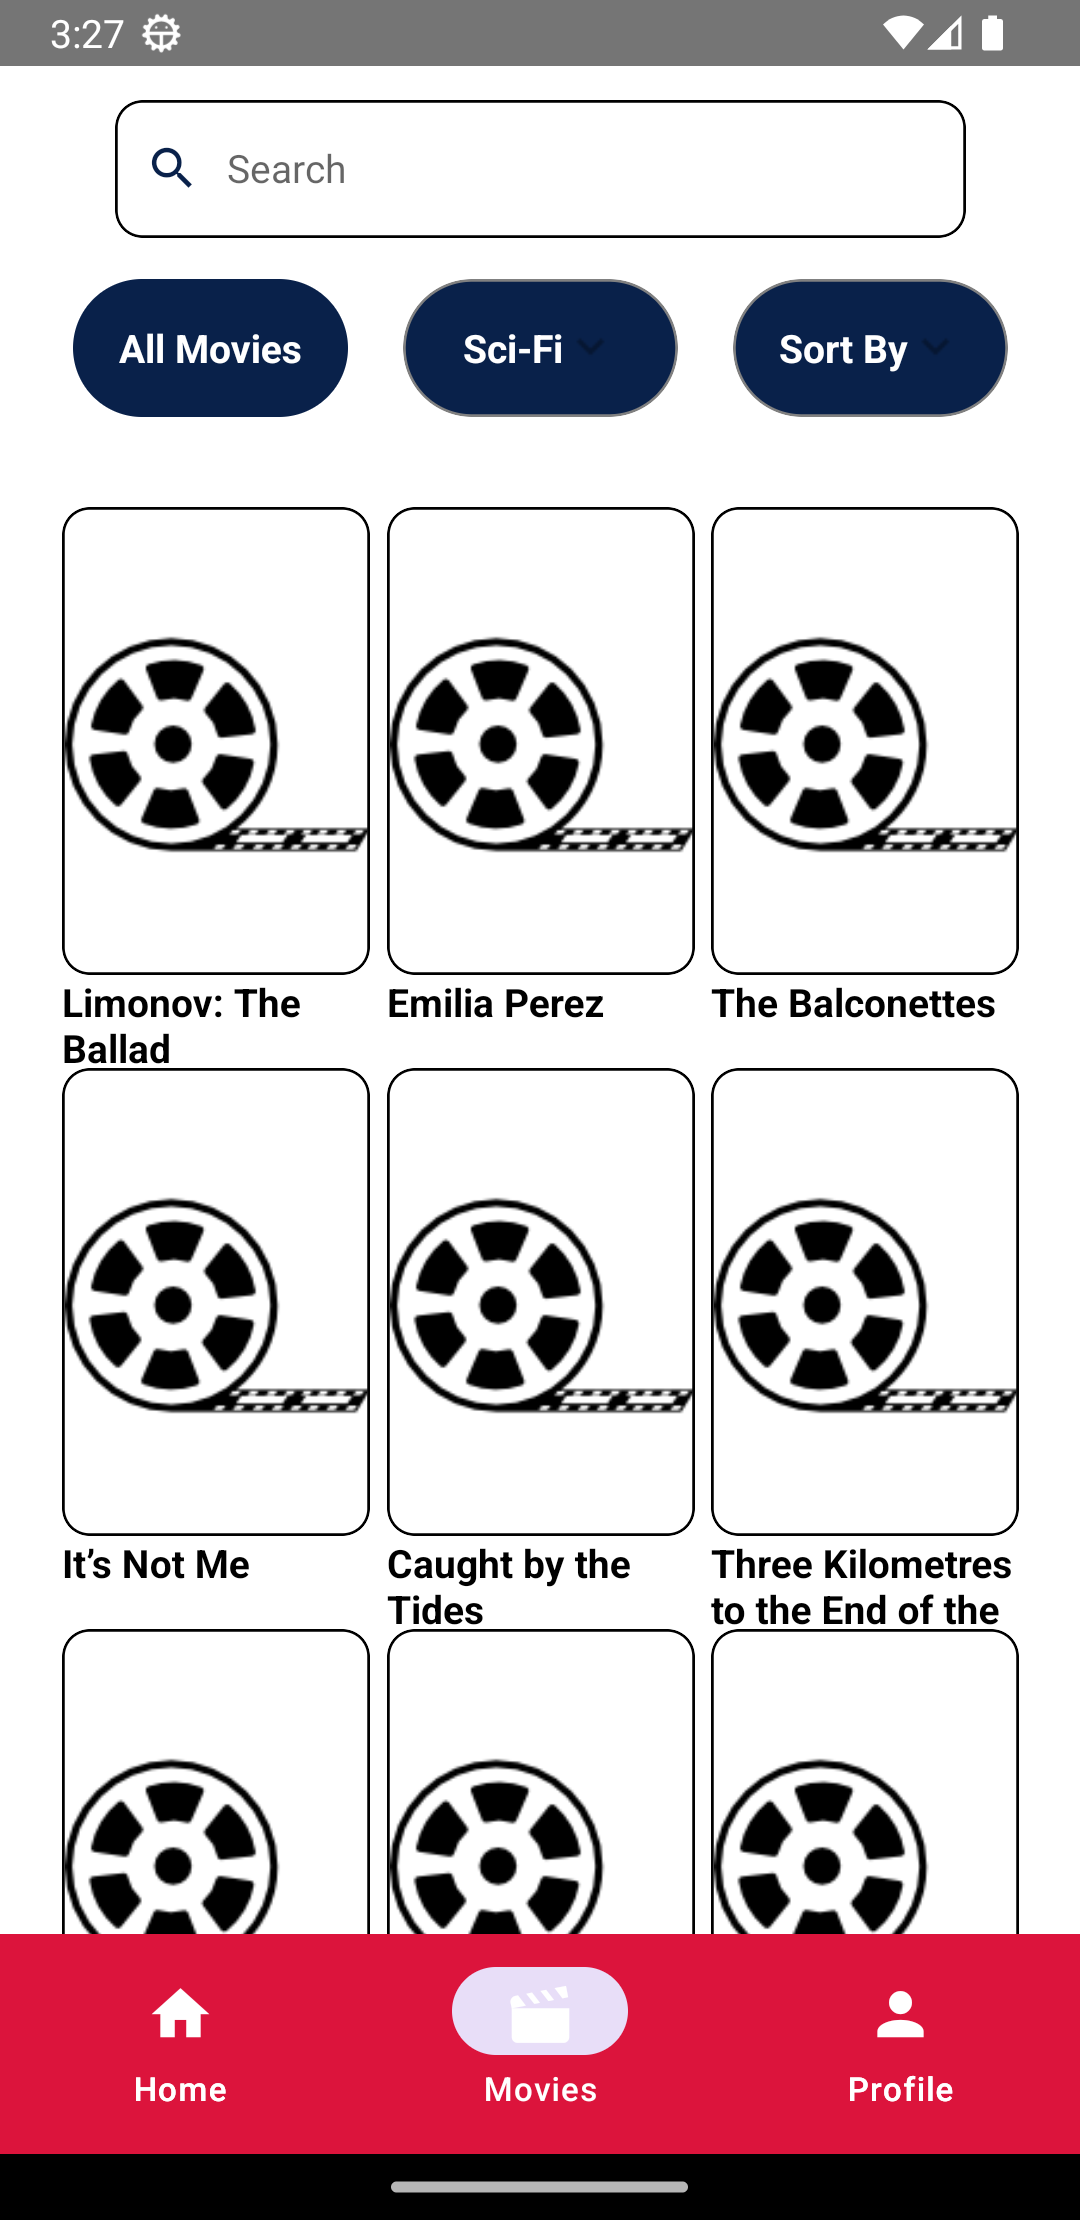 3:27
Search
All Movies
Sci-Fi
Sort By
Limonov: The
Ballad
Emilia Perez
The Balconettes
It’s Not Me
Caught by the
Tides
Three Kilometres
to the End of the
Home
Movies
Profile